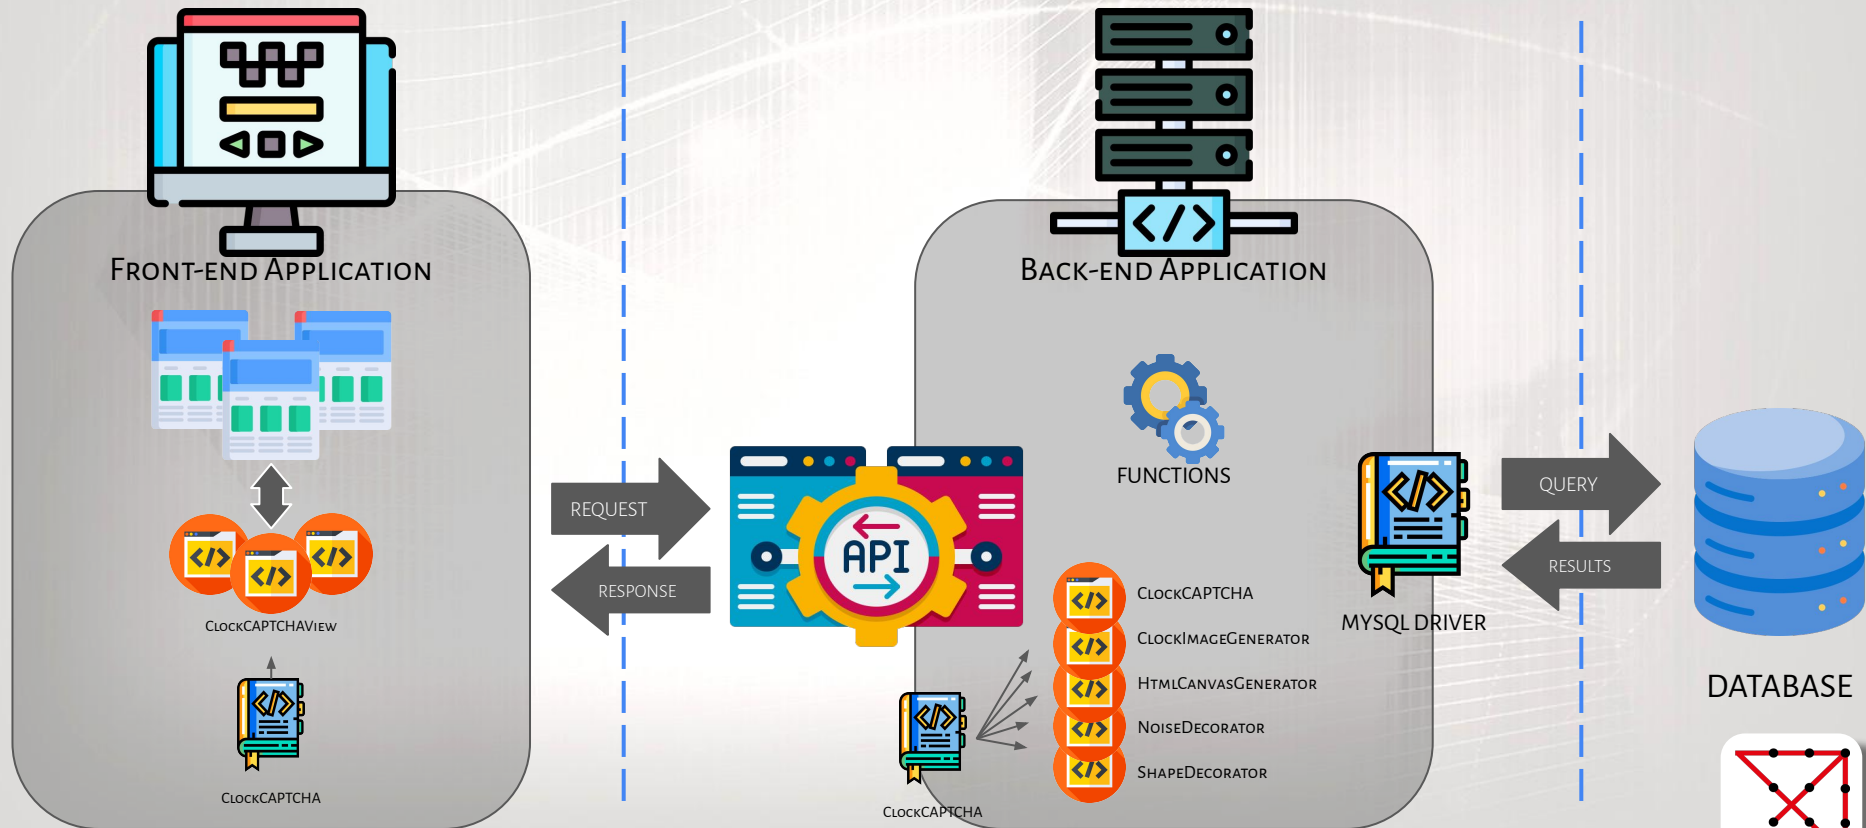 Front-end Application
ClockCAPTCHAView
ClockCAPTCHA
REQUEST
RESPONSE
API
Back-end Application
FUNCTIONS
ClockCAPTCHA
ClockImageGenerator
HtmlCanvasGenerator
NoiseDecorator
ShapeDecorator
ClockCAPTCHA
MYSQL DRIVER
QUERY
RESULTS
DATABASE